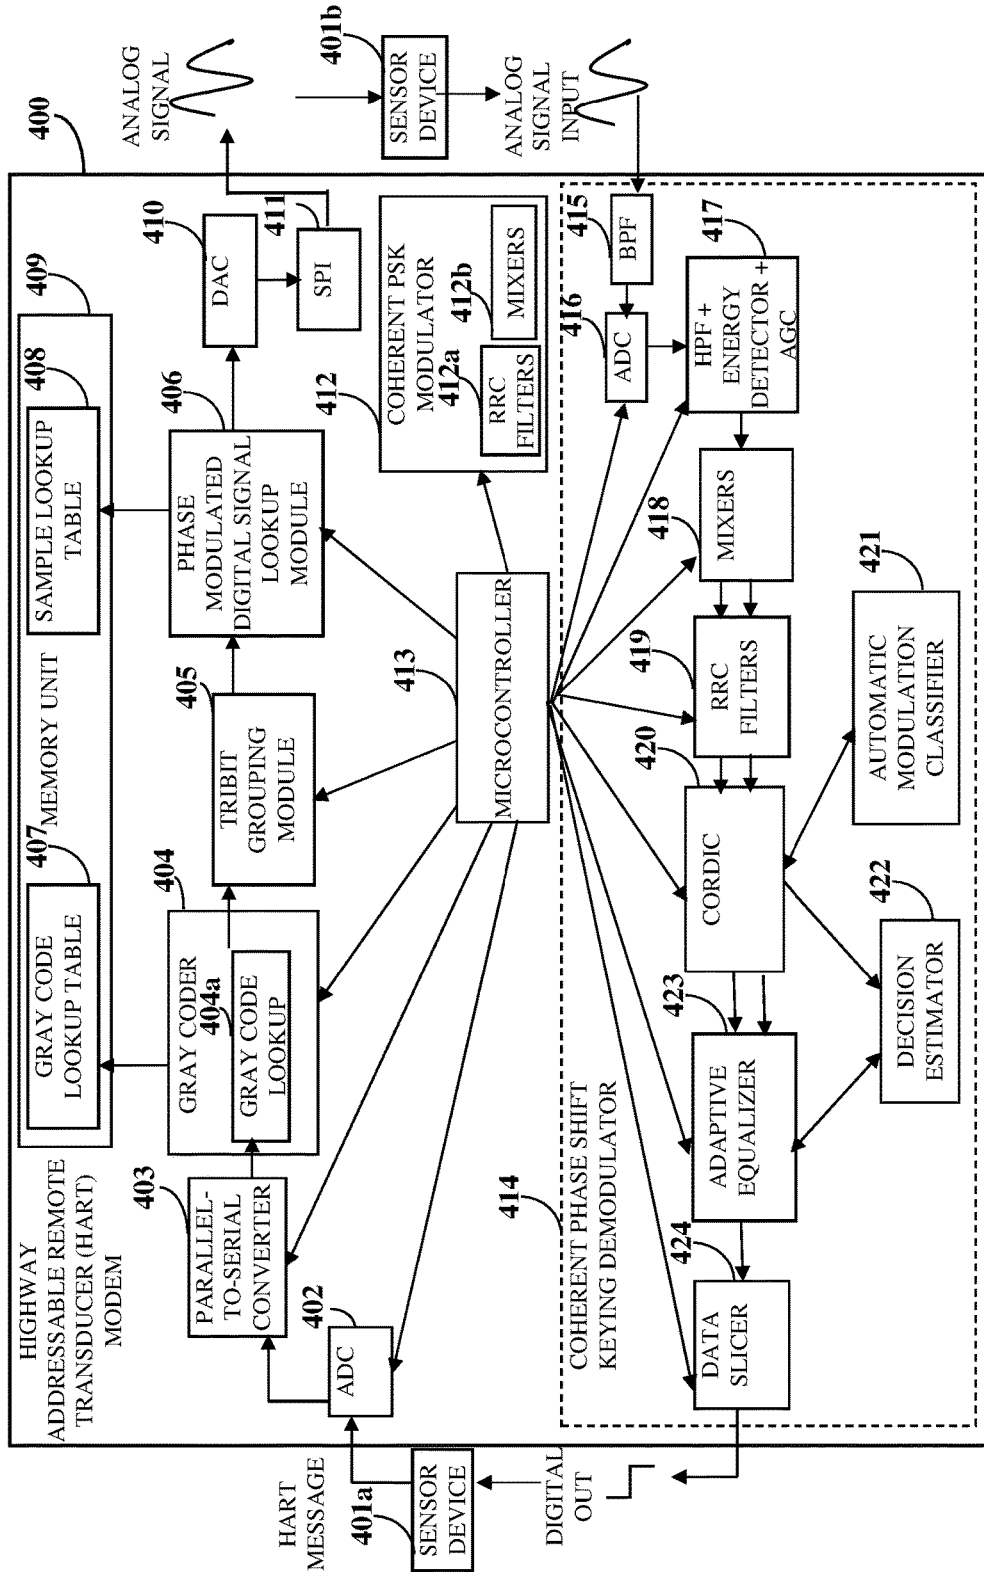 HIGHWAY
ADDRESSABLE REMOTE
TRANSDUCER (HART)
MODEM
400
409
MEMORY UNIT
407
GRAY CODE
LOOKUP TABLE
408
SAMPLE LOOKUP
TABLE
HART
MESSAGE
401a
SENSOR
DEVICE
402
ADC
403
PARALLEL-
TO-SERIAL
CONVERTER
404
GRAY CODER
404a
GRAY CODE
LOOKUP
405
TRIBIT
GROUPING
MODULE
406
PHASE
MODULATED
DIGITAL SIGNAL
LOOKUP
MODULE
410
DAC
411
SPI
ANALOG
SIGNAL
401b
SENSOR
DEVICE
ANALOG
SIGNAL
INPUT
413
MICROCONTROLLER
412
COHERENT PSK
MODULATOR
412a
RRC
FILTERS
412b
MIXERS
414
COHERENT PHASE SHIFT
KEYING DEMODULATOR
415
BPF
416
ADC
417
HPF +
ENERGY
DETECTOR +
AGC
418
MIXERS
419
RRC
FILTERS
420
CORDIC
421
AUTOMATIC
MODULATION
CLASSIFIER
422
DECISION
ESTIMATOR
423
ADAPTIVE
EQUALIZER
424
DATA
SLICER
DIGITAL
OUT